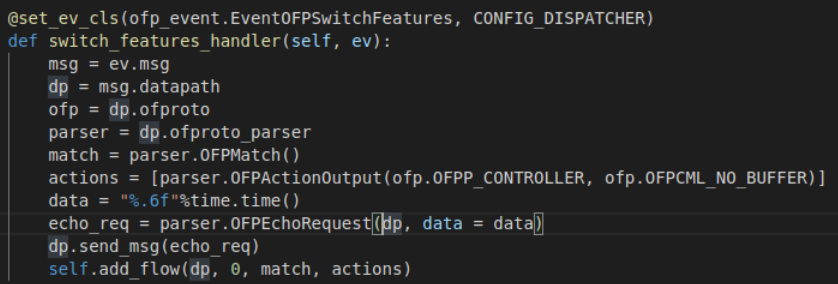 @set_ev_cls(ofp_event.EventOFPSwitchFeatures, CONFIG_DISPATCHER)
def switch_features_handler(self, ev):
    msg = ev.msg
    dp = msg.datapath
    ofp = dp.ofproto
    parser = dp.ofproto_parser
    match = parser.OFPMatch()
    actions = [parser.OFPActionOutput(ofp.OFPP_CONTROLLER, ofp.OFPCML_NO_BUFFER)]
    data = "%.6f"%time.time()
    echo_req = parser.OFPEchoRequest(dp, data = data)
    dp.send_msg(echo_req)
    self.add_flow(dp, 0, match, actions)